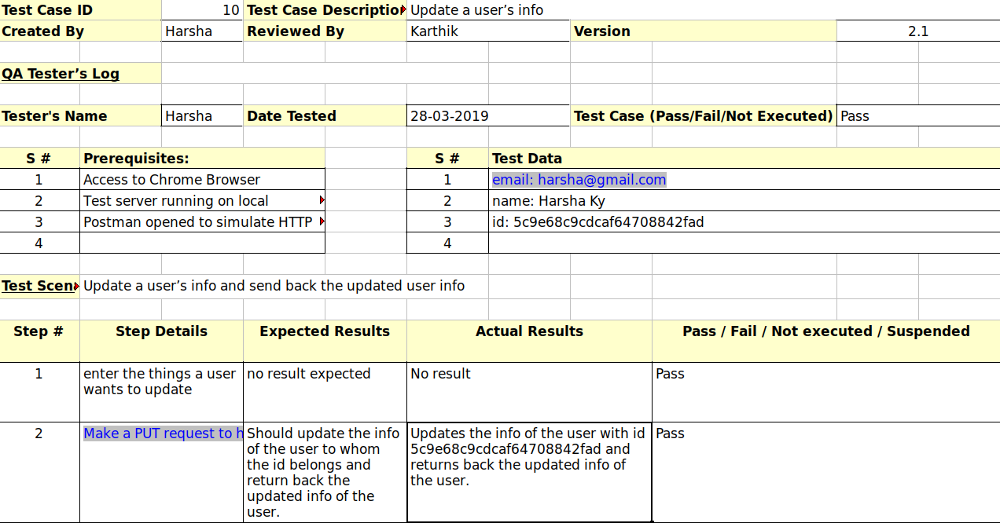 Test Case ID 10 Test Case Description Update a user’s info
Created By Harsha Reviewed By Karthik Version 2.1
QA Tester’s Log
Tester's Name Harsha Date Tested 28-03-2019 Test Case (Pass/Fail/Not Executed) Pass
S # Prerequisites: S # Test Data
1 Access to Chrome Browser 1 email: harsha@gmail.com
2 Test server running on local 2 name: Harsha Ky
3 Postman opened to simulate HTTP 3 id: 5c9e68c9cdcaf64708842fad
4 4
Test Scen Update a user’s info and send back the updated user info
Step # Step Details Expected Results Actual Results Pass / Fail / Not executed / Suspended
1 enter the things a user no result expected No result Pass
wants to update
2 Make a PUT request to h Should update the info Updates the info of the user with id Pass
of the user to whom 5c9e68c9cdcaf64708842fad and
the id belongs and returns back the updated info of
return back the the user.
updated info of the
user.